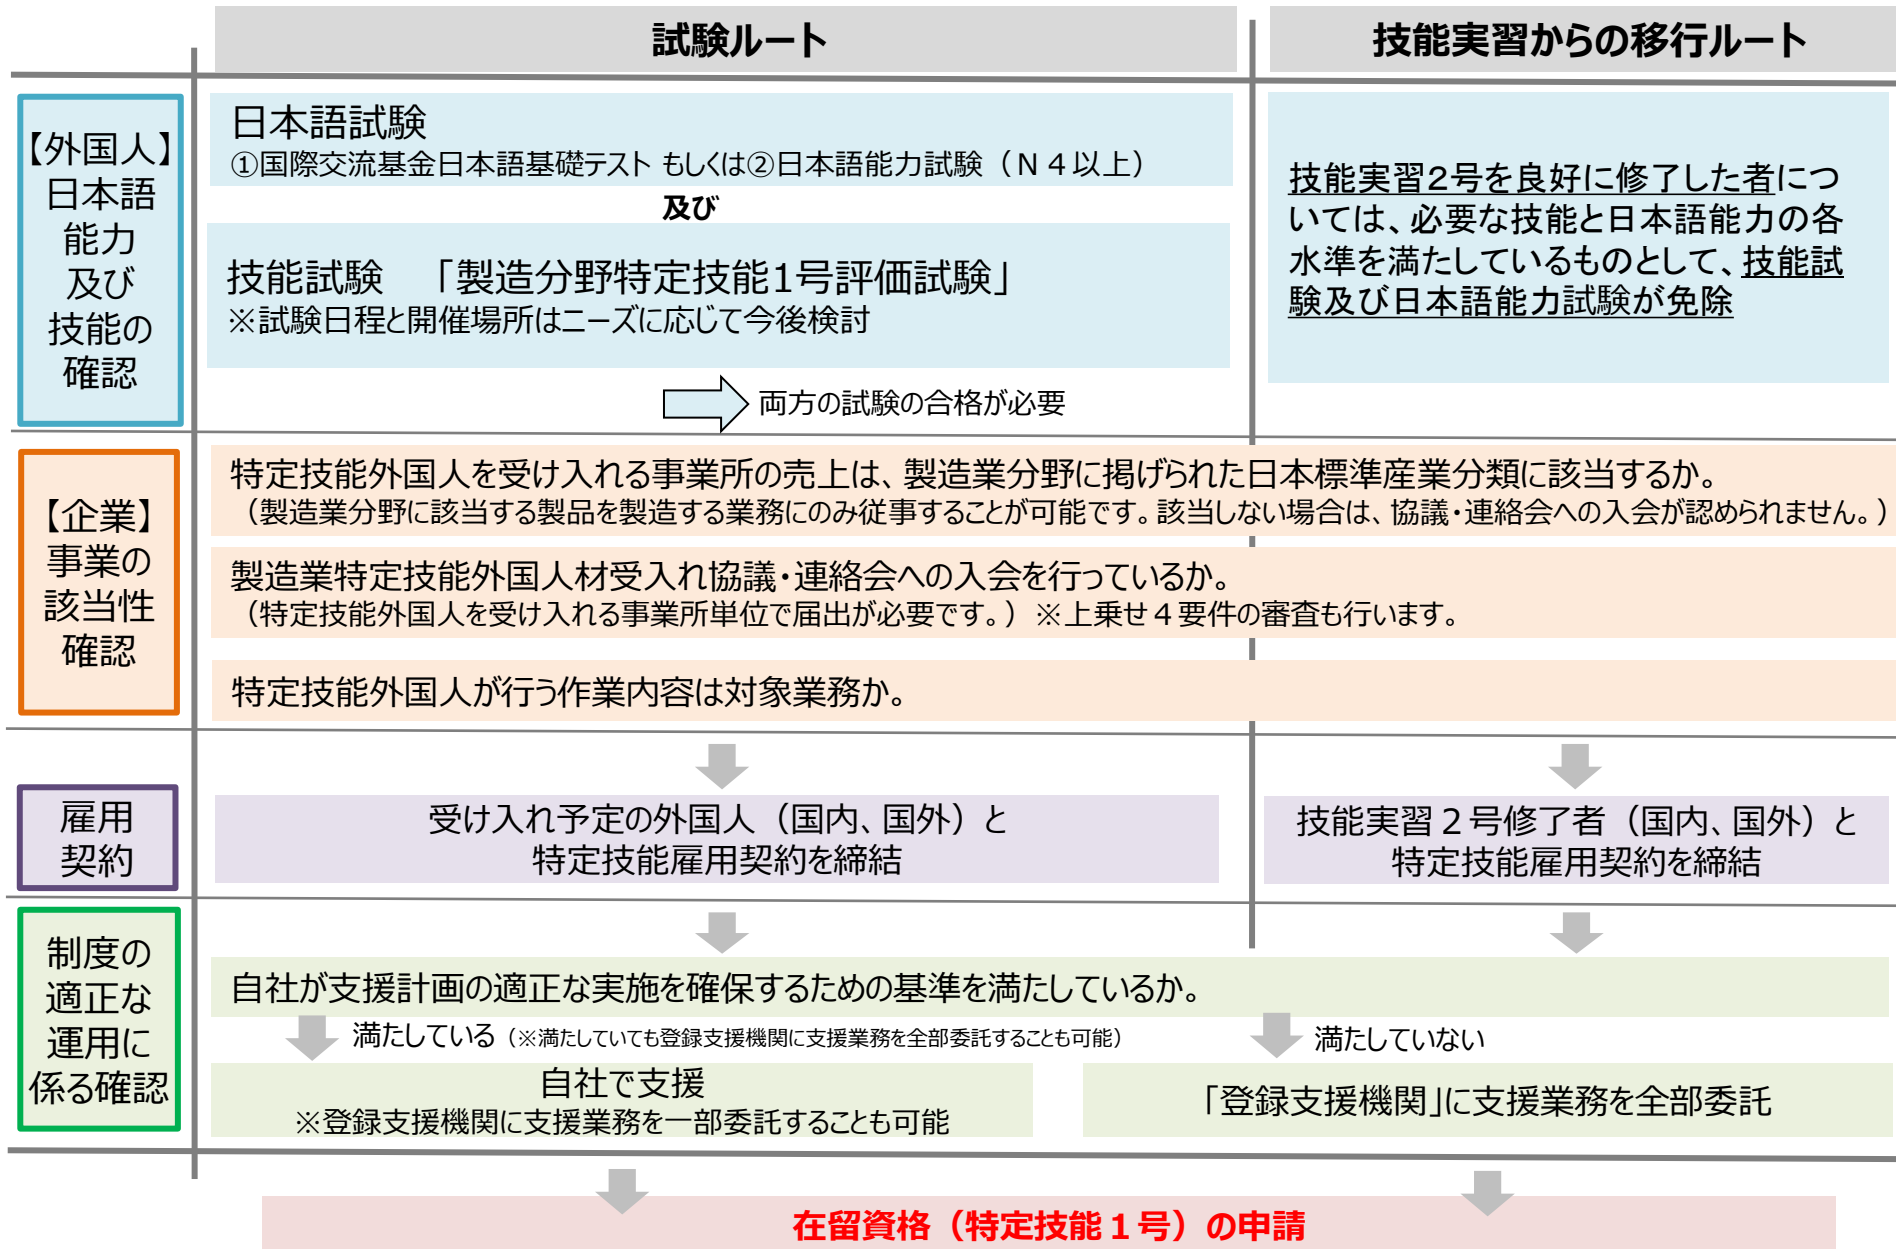 試験ルート
技能実習からの移行ルート
【外国人】
日本語
能力
及び
技能の
確認
日本語試験
①国際交流基金日本語基礎テスト もしくは②日本語能力試験（Ｎ４以上）
及び
技能試験　「製造分野特定技能1号評価試験」
※試験日程と開催場所はニーズに応じて今後検討
両方の試験の合格が必要
技能実習2号を良好に修了した者につ
いては、必要な技能と日本語能力の各
水準を満たしているものとして、技能試
験及び日本語能力試験が免除
【企業】
事業の
該当性
確認
特定技能外国人を受け入れる事業所の売上は、製造業分野に掲げられた日本標準産業分類に該当するか。
（製造業分野に該当する製品を製造する業務にのみ従事することが可能です。該当しない場合は、協議・連絡会への入会が認められません。）
製造業特定技能外国人材受入れ協議・連絡会への入会を行っているか。
（特定技能外国人を受け入れる事業所単位で届出が必要です。）※上乗せ４要件の審査も行います。
特定技能外国人が行う作業内容は対象業務か。
雇用
契約
受け入れ予定の外国人（国内、国外）と
特定技能雇用契約を締結
技能実習２号修了者（国内、国外）と
特定技能雇用契約を締結
制度の
適正な
運用に
係る確認
自社が支援計画の適正な実施を確保するための基準を満たしているか。
満たしている（※満たしていても登録支援機関に支援業務を全部委託することも可能）
満たしていない
自社で支援
※登録支援機関に支援業務を一部委託することも可能
「登録支援機関」に支援業務を全部委託
在留資格（特定技能１号）の申請